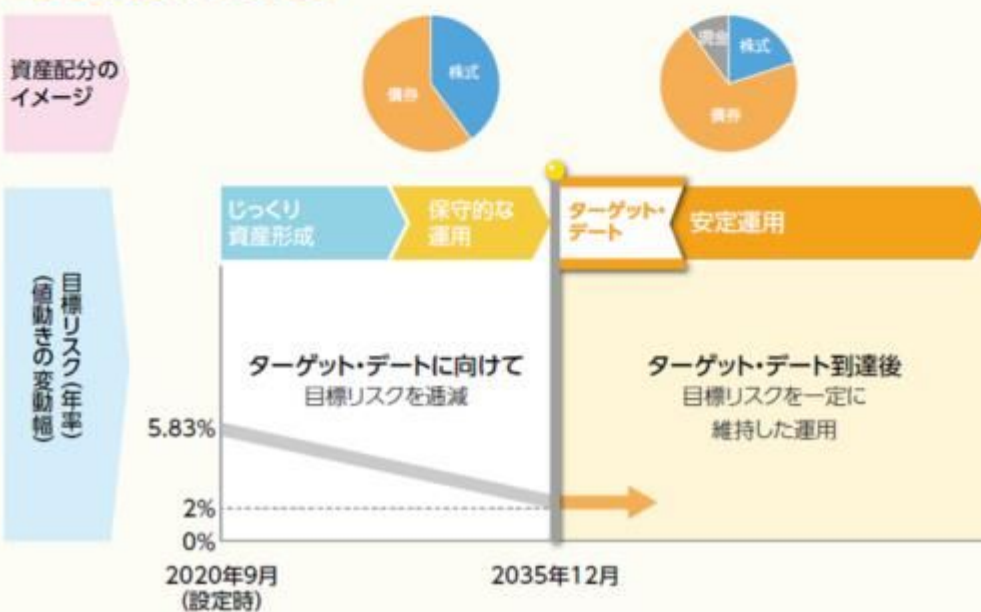 資産配分の
イメージ
株式
債券
現金
株式
債券
じっくり
資産形成
保守的な
運用
ターゲット・
デート
安定運用
目標リスク(年率)
(値動きの変動幅)
ターゲット・デートに向けて
目標リスクを逓減
ターゲット・デート到達後
目標リスクを一定に
維持した運用
5.83%
2%
0%
2020年9月
(設定時)
2035年12月